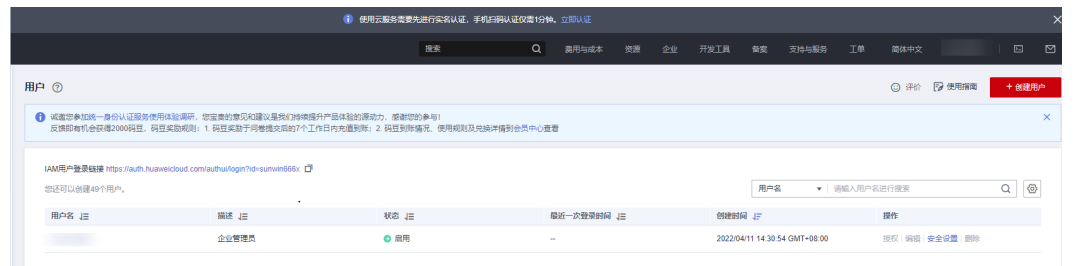 使用云服务需要先进行实名认证，手机扫码认证仅需1分钟。立即认证
搜索 费用与成本 资源 企业 开发工具 备案 支持与服务 工单 简体中文
用户 评价 使用指南 + 创建用户
诚邀您参加统一身份认证服务使用体验调研，您宝贵的意见和建议是我们持续提升产品体验的源动力，感谢您的参与！
反馈即有机会获得2000码豆，码豆奖励规则：1. 码豆奖励于问卷提交后的7个工作日内充值到账；2. 码豆到账情况、使用规则及兑换详情到会员中心查看
IAM用户登录链接 https://auth.huaweicloud.com/authui/login?id=sunwin666x
您还可以创建49个用户。 用户名 请输入用户名进行搜索
用户名 描述 状态 最近一次登录时间 创建时间 操作
企业管理员 启用 -- 2022/04/11 14:30:54 GMT+08:00 授权 | 编辑 | 安全设置 | 删除